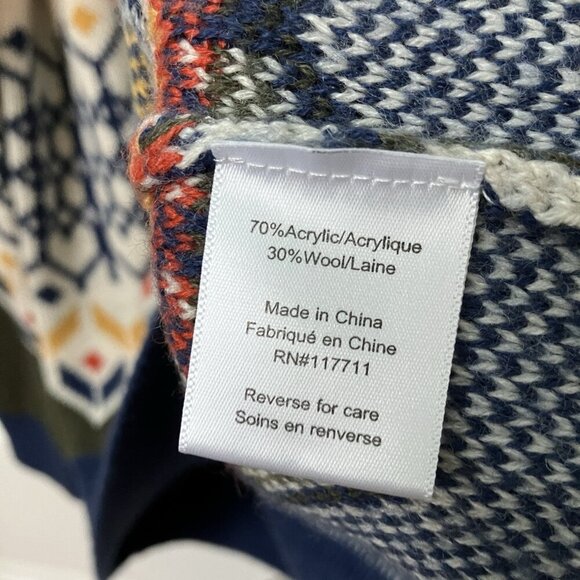 70%Acrylic/Acrylique
30%Wool/Laine
Made in China
Fabriqué en Chine
RN#117711
Reverse for care
Soins en renverse